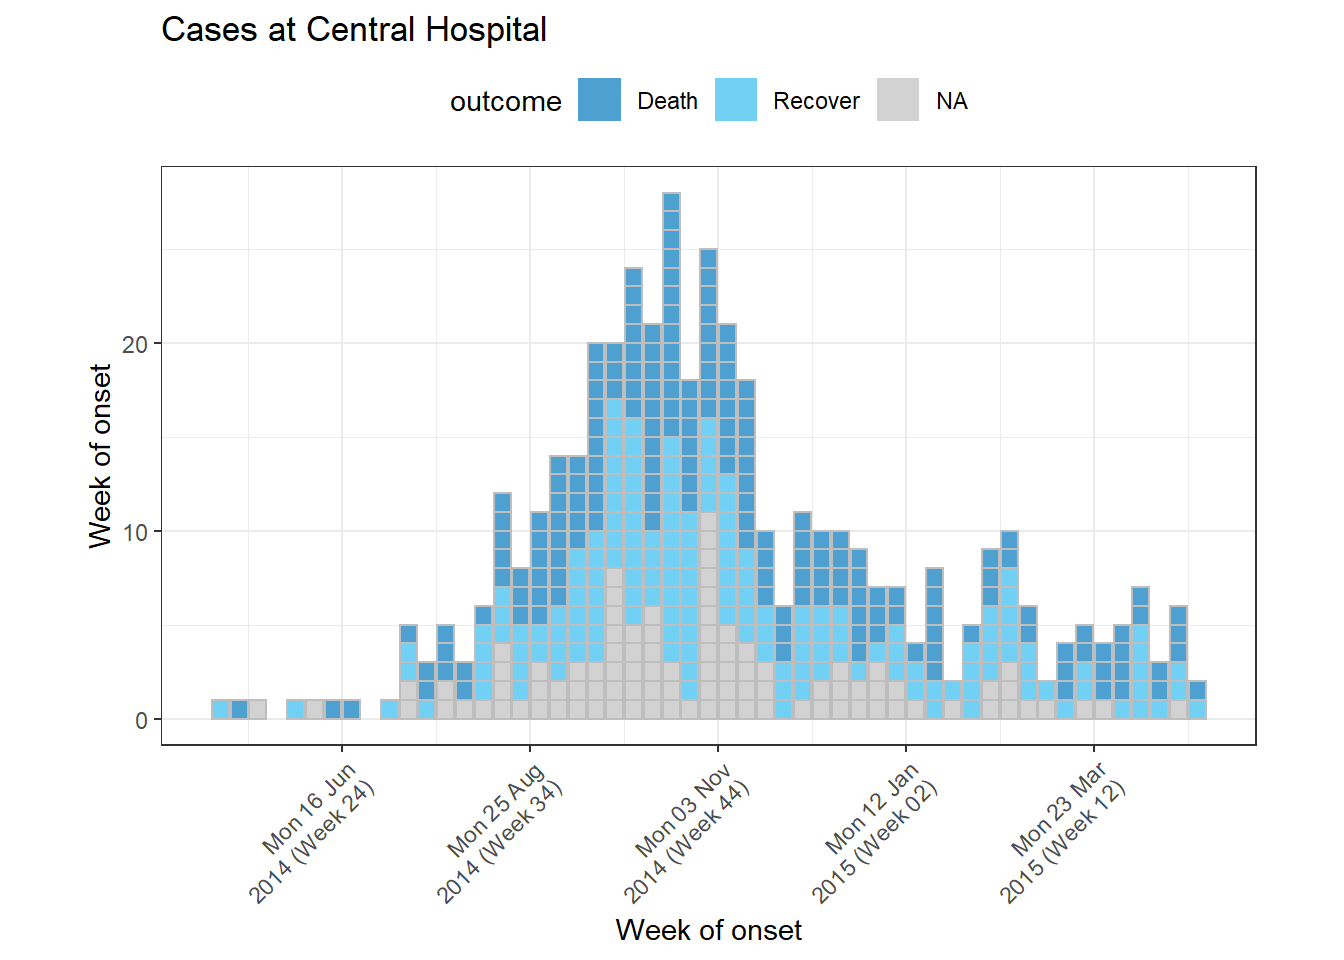 Cases at Central Hospital
outcome Death Recover NA
Week of onset
20
10
0
Mon 16 Jun
2014 (Week 24)
Mon 25 Aug
2014 (Week 34)
Mon 03 Nov
2014 (Week 44)
Mon 12 Jan
2015 (Week 02)
Mon 23 Mar
2015 (Week 12)
Week of onset